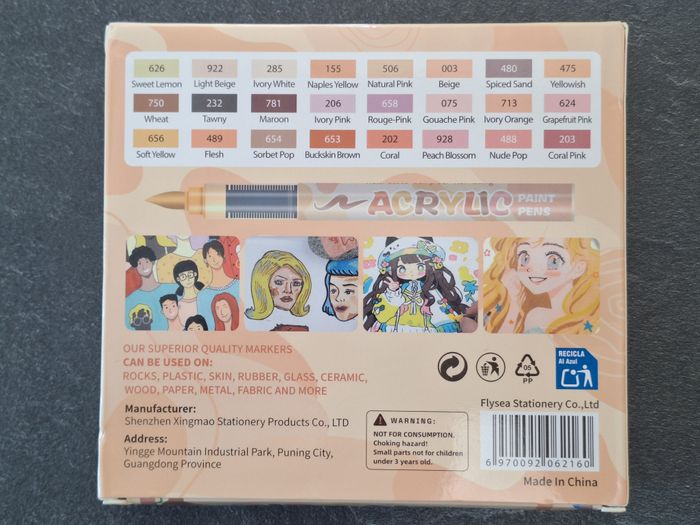 626 922 285 155 506 003 480 475
Sweet Lemon Light Beige Ivory White Naples Yellow Natural Pink Beige Spiced Sand Yellowish
750 232 781 206 658 075 713 624
Wheat Tawny Maroon Ivory Pink Rouge-Pink Gouache Pink Ivory Orange Grapefruit Pink
656 489 654 653 202 928 488 203
Soft Yellow Flesh Sorbet Pop Buckskin Brown Coral Peach Blossom Nude Pop Coral Pink
ACRYLIC PAINT
PENS
OUR SUPERIOR QUALITY MARKERS
CAN BE USED ON:
ROCKS, PLASTIC, SKIN, RUBBER, GLASS, CERAMIC,
WOOD, PAPER, METAL, FABRIC AND MORE
Manufacturer:
Shenzhen Xingmao Stationery Products Co., LTD
Address:
Yingge Mountain Industrial Park, Puning City,
Guangdong Province
WARNING:
NOT FOR CONSUMPTION.
Choking hazard!
Small parts not for children
under 3 years old.
05
PP
RECICLA
Al Azul
Flysea Stationery Co.,Ltd
6 970092 062160
Made In China